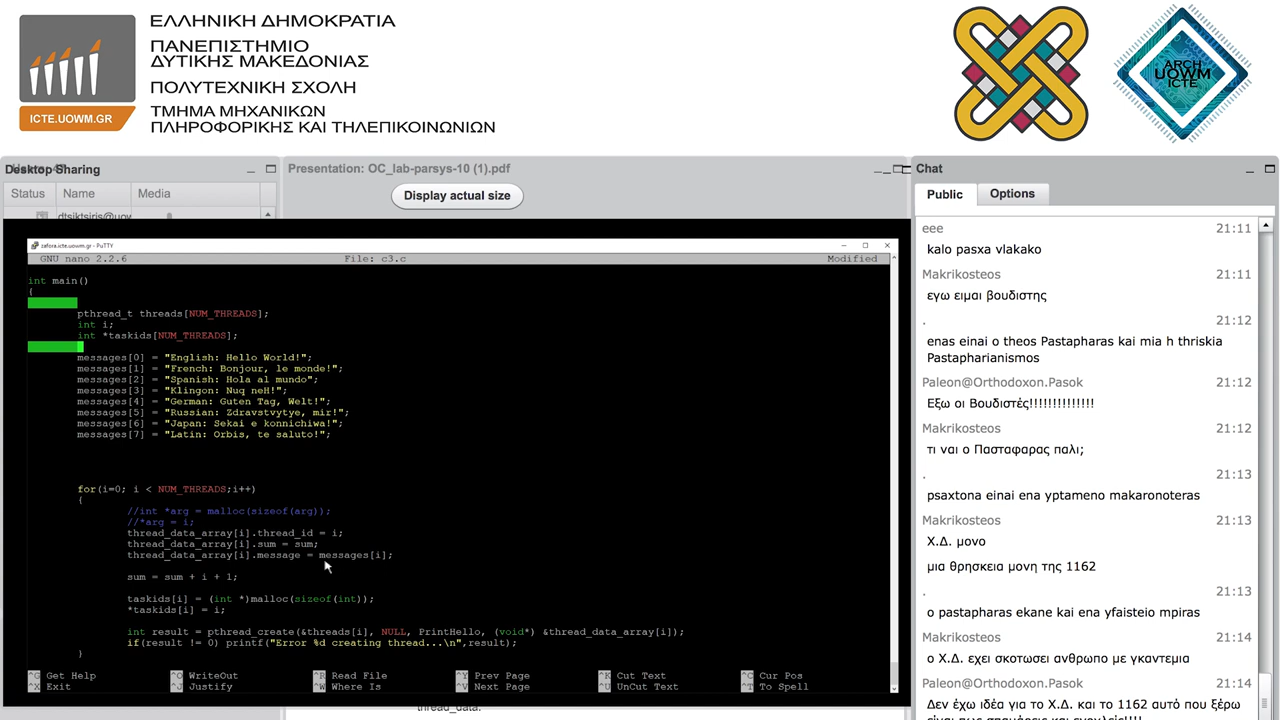 ΕΛΛΗΝΙΚΗ ΔΗΜΟΚΡΑΤΙΑ
ΠΑΝΕΠΙΣΤΗΜΙΟ
ΔΥΤΙΚΗΣ ΜΑΚΕΔΟΝΙΑΣ
ΠΟΛΥΤΕΧΝΙΚΗ ΣΧΟΛΗ
ΤΜΗΜΑ ΜΗΧΑΝΙΚΩΝ
ΠΛΗΡΟΦΟΡΙΚΗΣ ΚΑΙ ΤΗΛΕΠΙΚΟΙΝΩΝΙΩΝ
ICTE.UOWM.GR
ARCH
UOWM
ICTE
Desktop Sharing
Status Name Media
dtsiktsiris@uow
Presentation: OC_lab-parsys-10 (1).pdf
Display actual size
zafora.icte.uowm.gr - PuTTY
GNU nano 2.2.6 File: c3.c Modified
int main()
{
pthread_t threads[NUM_THREADS];
int i;
int *taskids[NUM_THREADS];
messages[0] = "English: Hello World!";
messages[1] = "French: Bonjour, le monde!";
messages[2] = "Spanish: Hola al mundo";
messages[3] = "Klingon: Nuq neH!";
messages[4] = "German: Guten Tag, Welt!";
messages[5] = "Russian: Zdravstvytye, mir!";
messages[6] = "Japan: Sekai e konnichiwa!";
messages[7] = "Latin: Orbis, te saluto!";
for(i=0; i < NUM_THREADS;i++)
{
//int *arg = malloc(sizeof(arg));
//*arg = i;
thread_data_array[i].thread_id = i;
thread_data_array[i].sum = sum;
thread_data_array[i].message = messages[i];
sum = sum + i + 1;
taskids[i] = (int *)malloc(sizeof(int));
*taskids[i] = i;
int result = pthread_create(&threads[i], NULL, PrintHello, (void*) &thread_data_array[i]);
if(result != 0) printf("Error %d creating thread...\n",result);
}
^G Get Help ^O WriteOut ^R Read File ^Y Prev Page ^K Cut Text ^C Cur Pos
^X Exit ^J Justify ^W Where Is ^V Next Page ^U UnCut Text ^T To Spell
thread_data.
Chat
Public Options
eee 21:11
kalo pasxa vlakako
Makrikosteos 21:11
εγω ειμαι βουδιστης
. 21:12
enas einai o theos Pastapharas kai mia h thriskia
Pastapharianismos
Paleon@Orthodoxon.Pasok 21:12
Εξω οι Βουδιστές!!!!!!!!!!!!!!
Makrikosteos 21:12
τι ναι ο Πασταφαρας παλι;
. 21:13
psaxtona einai ena yptameno makaronoteras
Makrikosteos 21:13
Χ.Δ. μονο
μια θρησκεια μονη της 1162
. 21:13
o pastapharas ekane kai ena yfaisteio mpiras
Makrikosteos 21:14
ο Χ.Δ. εχει σκοτωσει ανθρωπο με γκαντεμια
Paleon@Orthodoxon.Pasok 21:14
Δεν έχω ιδέα για το Χ.Δ. και το 1162 αυτό που ξέρω